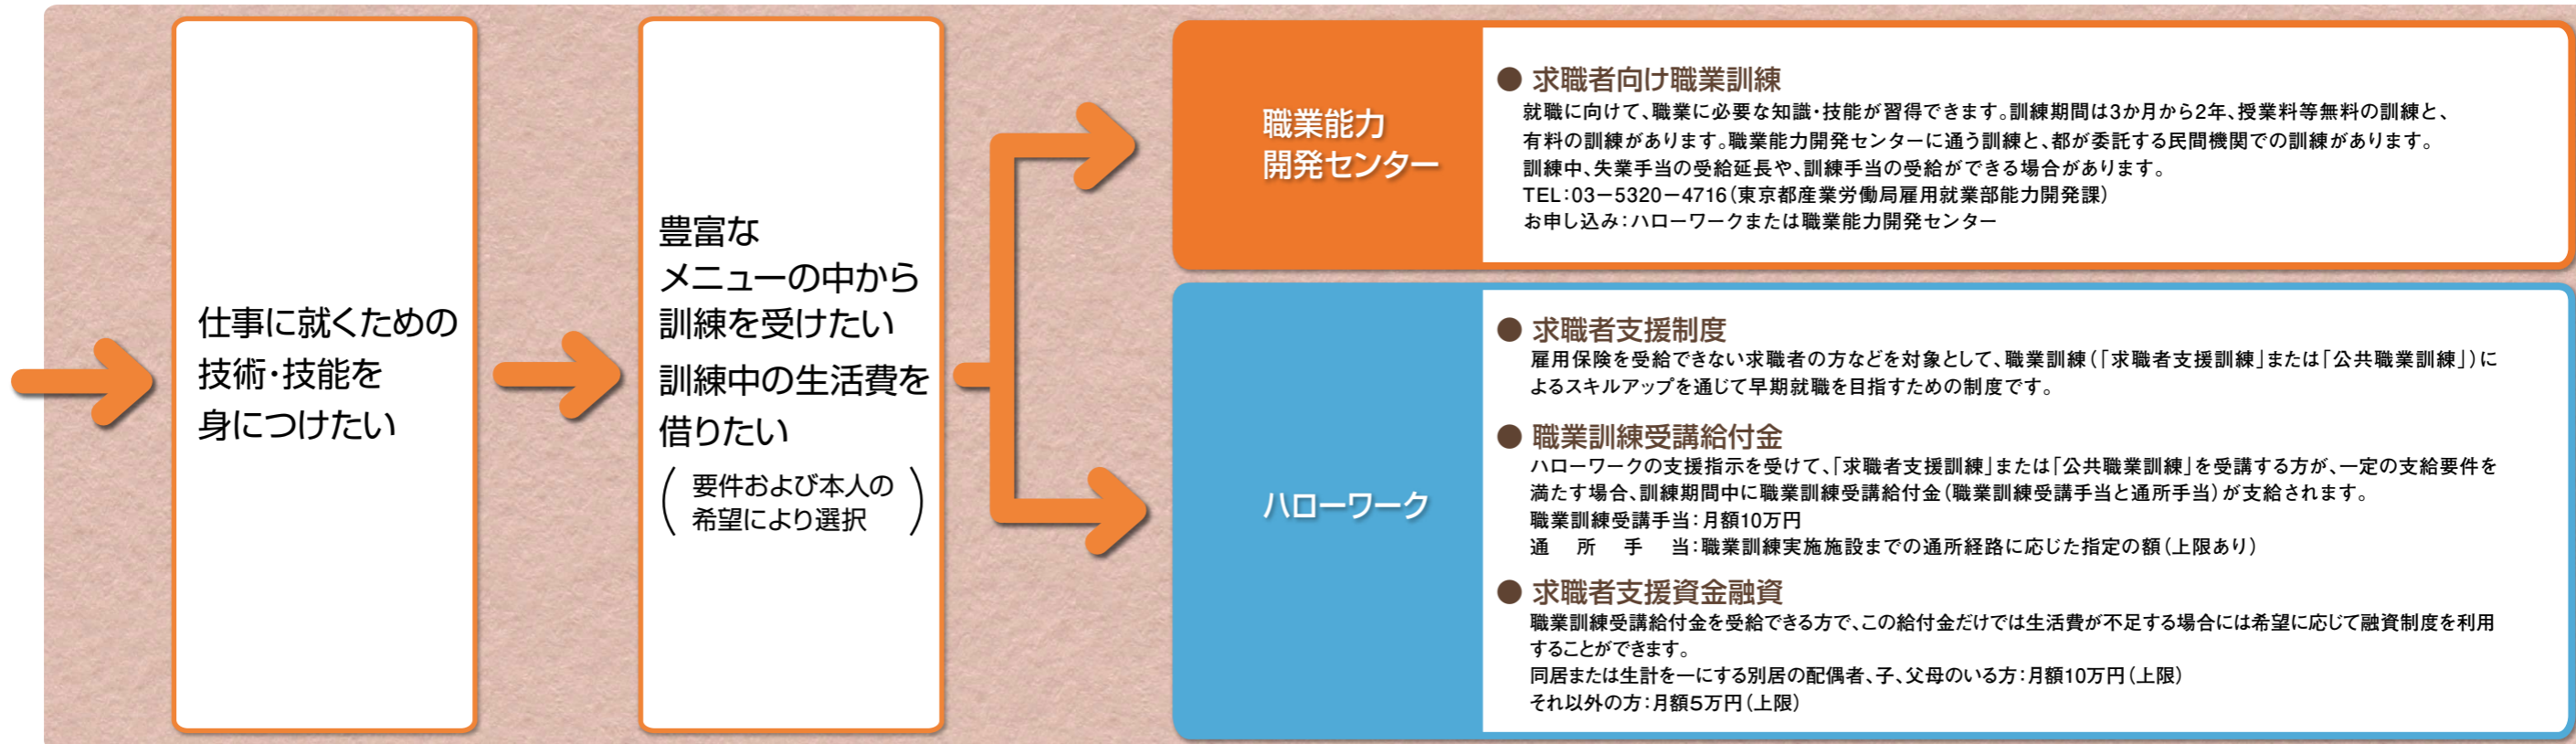 仕事に就くための
技術・技能を
身につけたい
豊富な
メニューの中から
訓練を受けたい
訓練中の生活費を
借りたい
(要件および本人の
希望により選択)
職業能力
開発センター
● 求職者向け職業訓練
就職に向けて、職業に必要な知識・技能が習得できます。訓練期間は3か月から2年、授業料等無料の訓練と、
有料の訓練があります。職業能力開発センターに通う訓練と、都が委託する民間機関での訓練があります。
訓練中、失業手当の受給延長や、訓練手当の受給ができる場合があります。
TEL:03-5320-4716(東京都産業労働局雇用就業部能力開発課)
お申し込み:ハローワークまたは職業能力開発センター
ハローワーク
● 求職者支援制度
雇用保険を受給できない求職者の方などを対象として、職業訓練(「求職者支援訓練」または「公共職業訓練」)に
よるスキルアップを通じて早期就職を目指すための制度です。
● 職業訓練受講給付金
ハローワークの支援指示を受けて、「求職者支援訓練」または「公共職業訓練」を受講する方が、一定の支給要件を
満たす場合、訓練期間中に職業訓練受講給付金(職業訓練受講手当と通所手当)が支給されます。
職業訓練受講手当:月額10万円
通 所 手 当:職業訓練実施施設までの通所経路に応じた指定の額(上限あり)
● 求職者支援資金融資
職業訓練受講給付金を受給できる方で、この給付金だけでは生活費が不足する場合には希望に応じて融資制度を利用
することができます。
同居または生計を一にする別居の配偶者、子、父母のいる方:月額10万円(上限)
それ以外の方:月額5万円(上限)